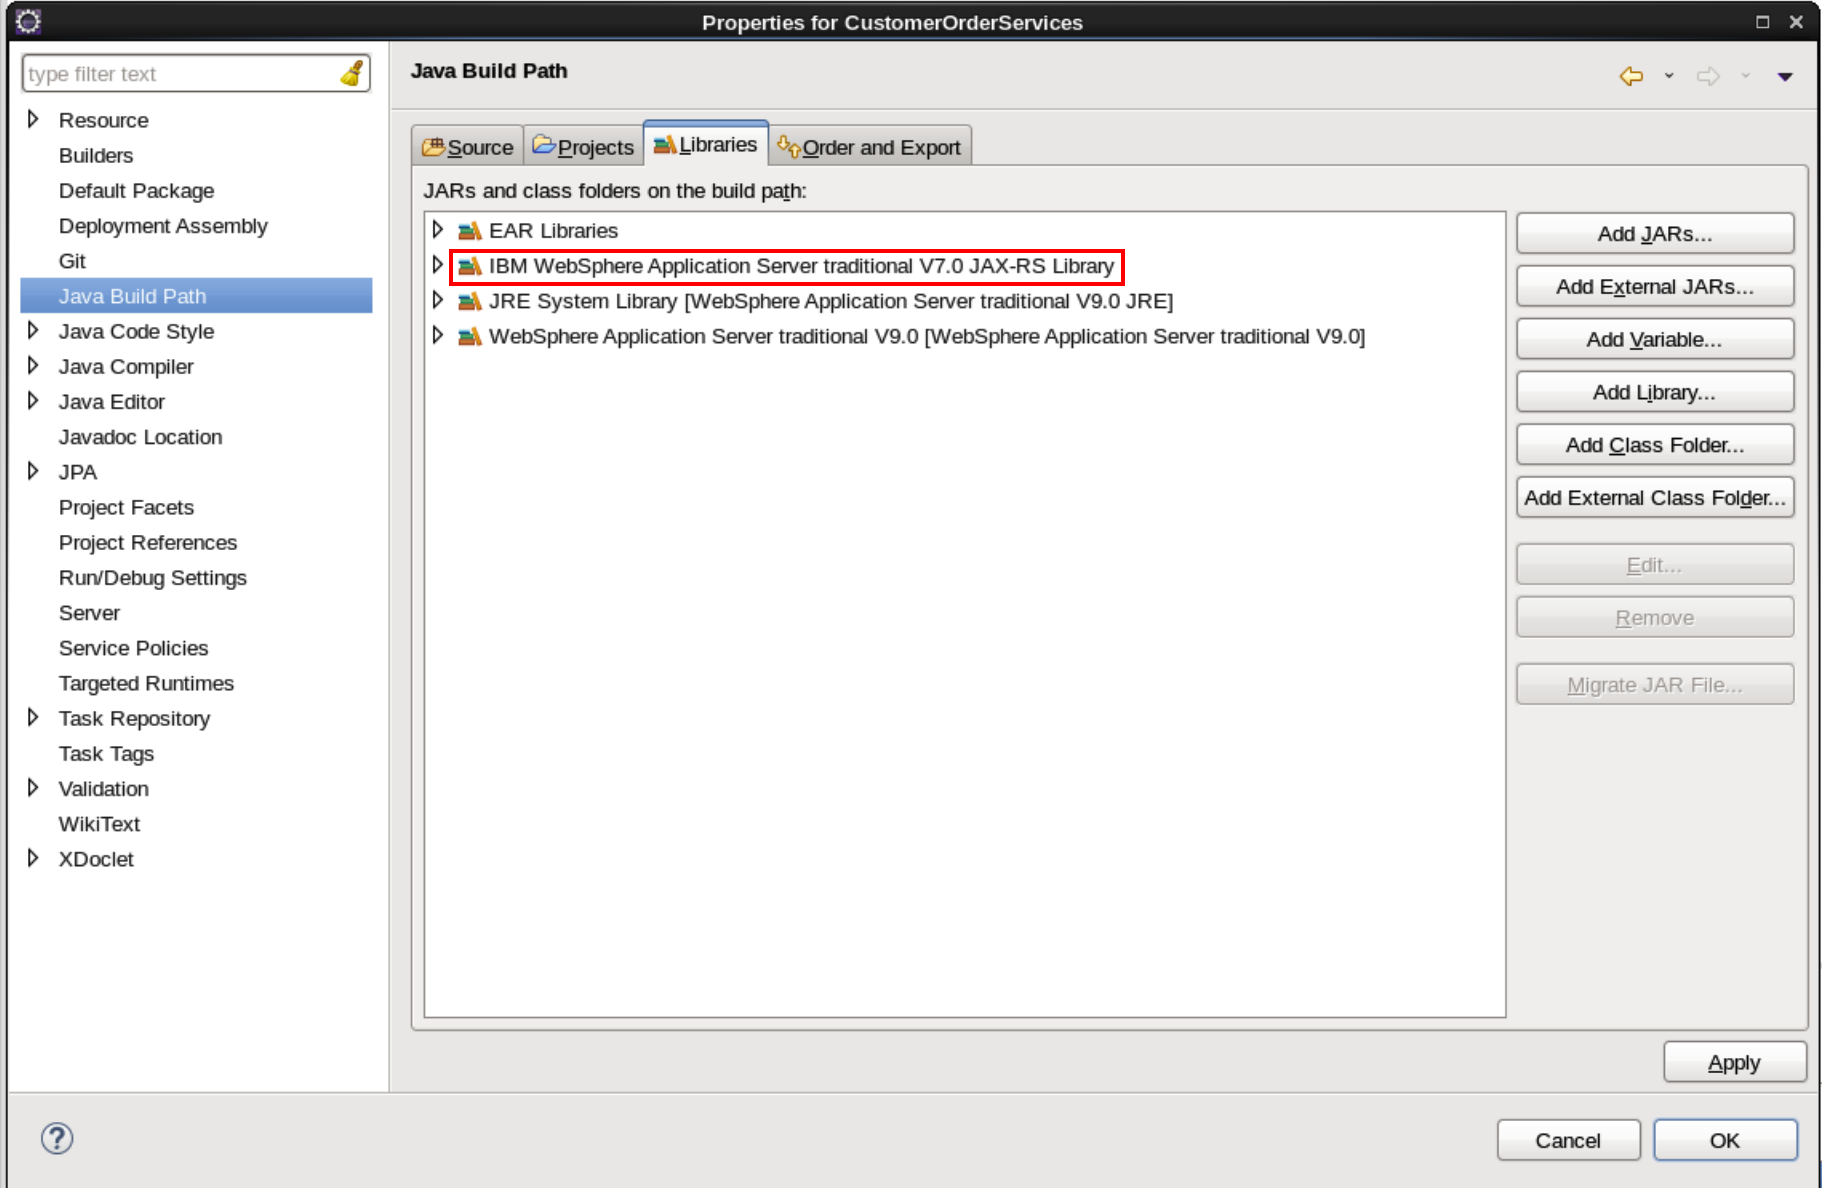 Properties for CustomerOrderServices
type filter text
Resource
Builders
Default Package
Deployment Assembly
Git
Java Build Path
Java Code Style
Java Compiler
Java Editor
Javadoc Location
JPA
Project Facets
Project References
Run/Debug Settings
Server
Service Policies
Targeted Runtimes
Task Repository
Task Tags
Validation
WikiText
XDoclet
Java Build Path
Source Projects Libraries Order and Export
JARs and class folders on the build path:
EAR Libraries
IBM WebSphere Application Server traditional V7.0 JAX-RS Library
JRE System Library [WebSphere Application Server traditional V9.0 JRE]
WebSphere Application Server traditional V9.0 [WebSphere Application Server traditional V9.0]
Add JARs...
Add External JARs...
Add Variable...
Add Library...
Add Class Folder...
Add External Class Folder...
Edit...
Remove
Migrate JAR File...
Apply
?
Cancel OK